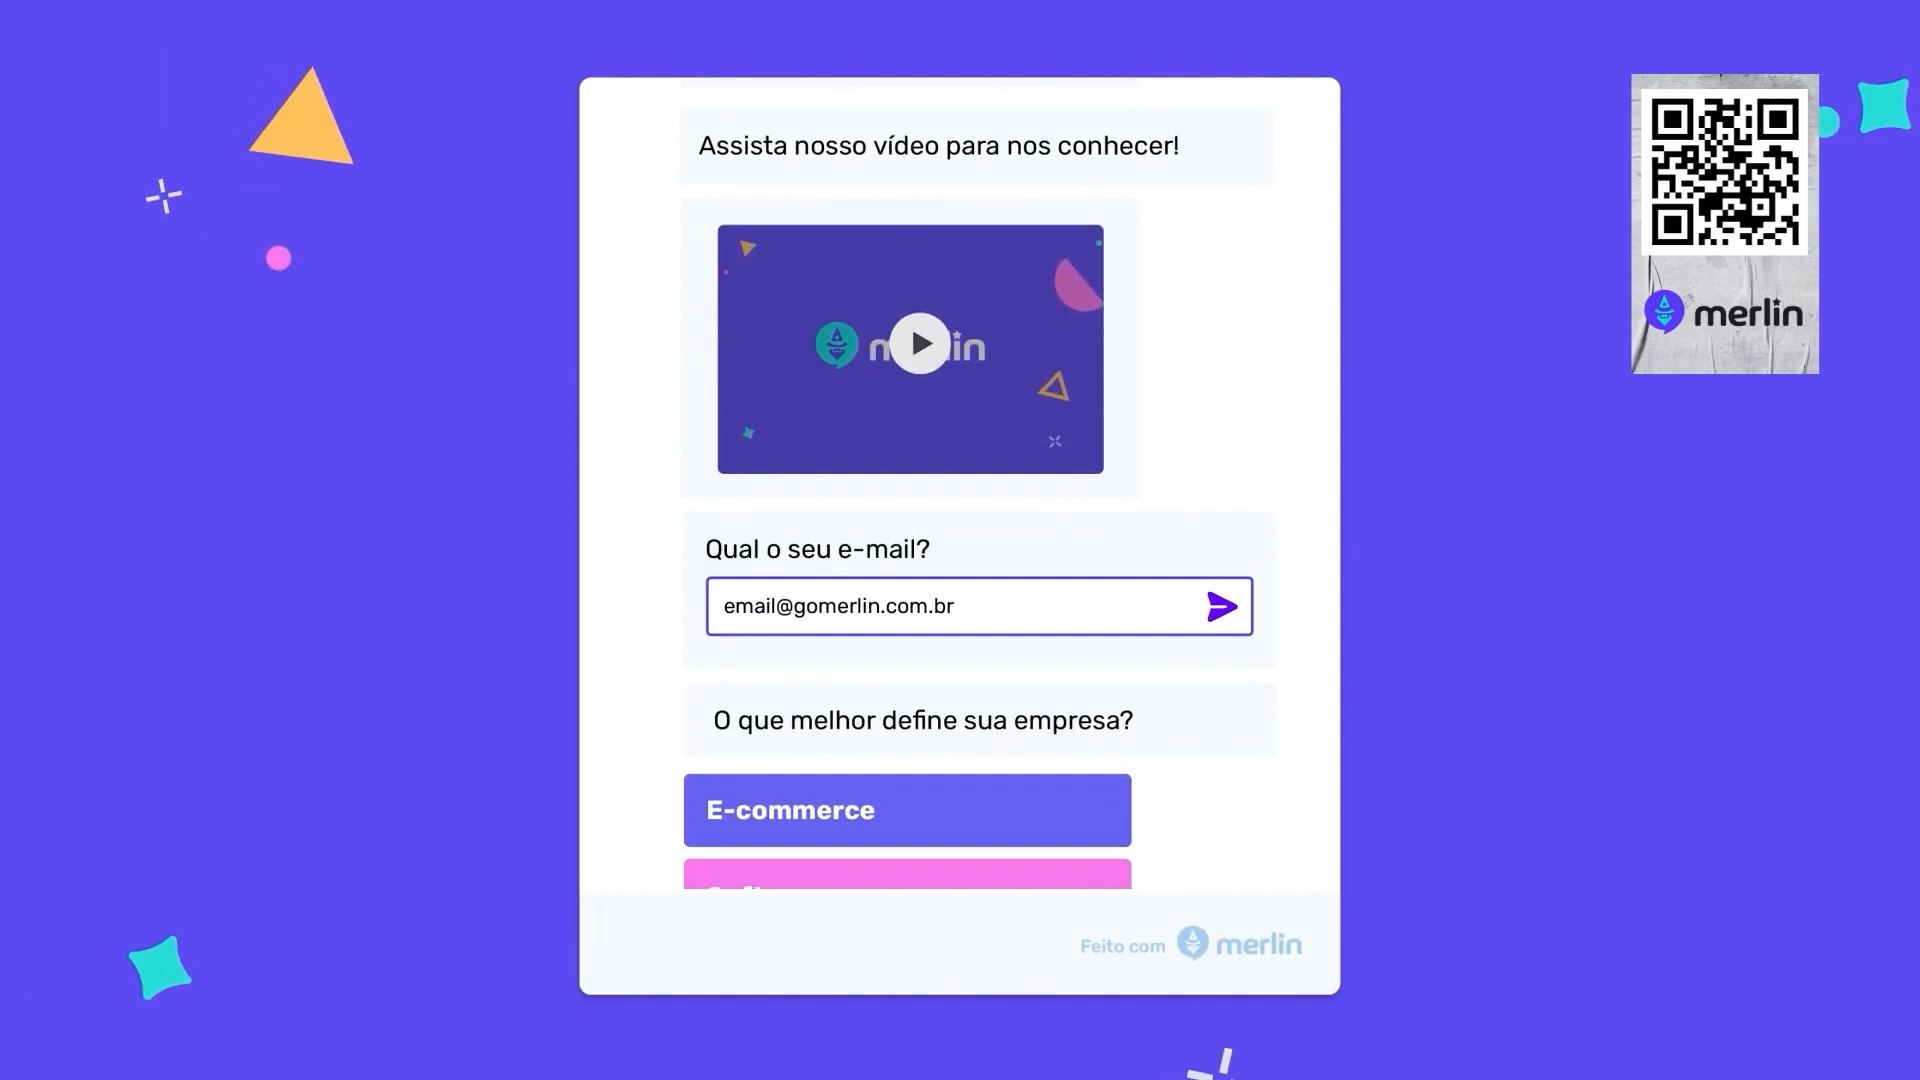 Assista nosso vídeo para nos conhecer!
Qual o seu e-mail?
email@gomerlin.com.br
O que melhor define sua empresa?
E-commerce
Feito com merlin
merlin